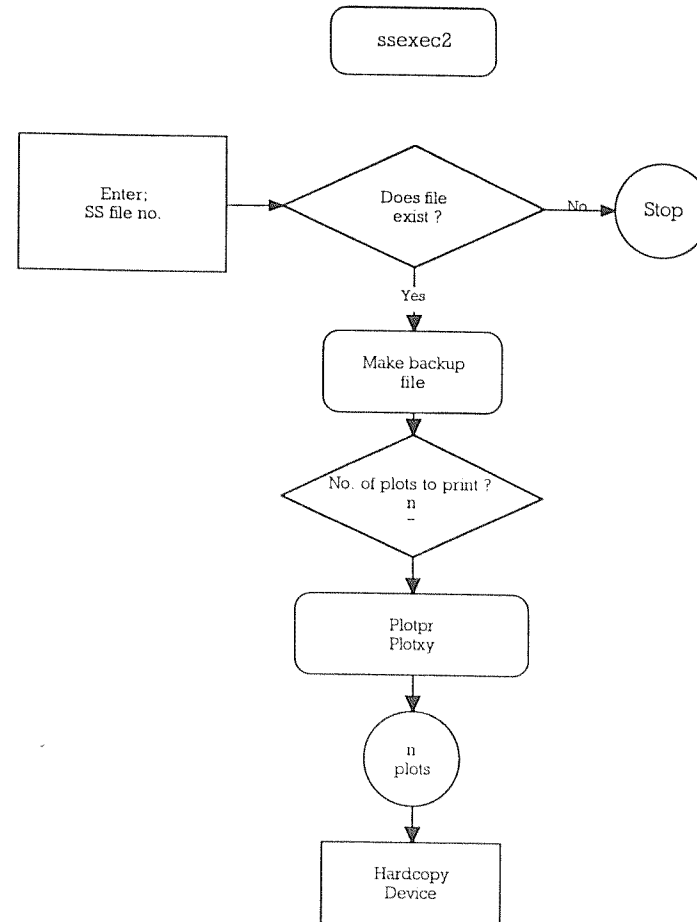 ssexec2
Enter;
SS file no.
Does file
exist ?
No
Stop
Yes
Make backup
file
No. of plots to print ?
n
--
Plotpr
Plotxy
n
plots
Hardcopy
Device